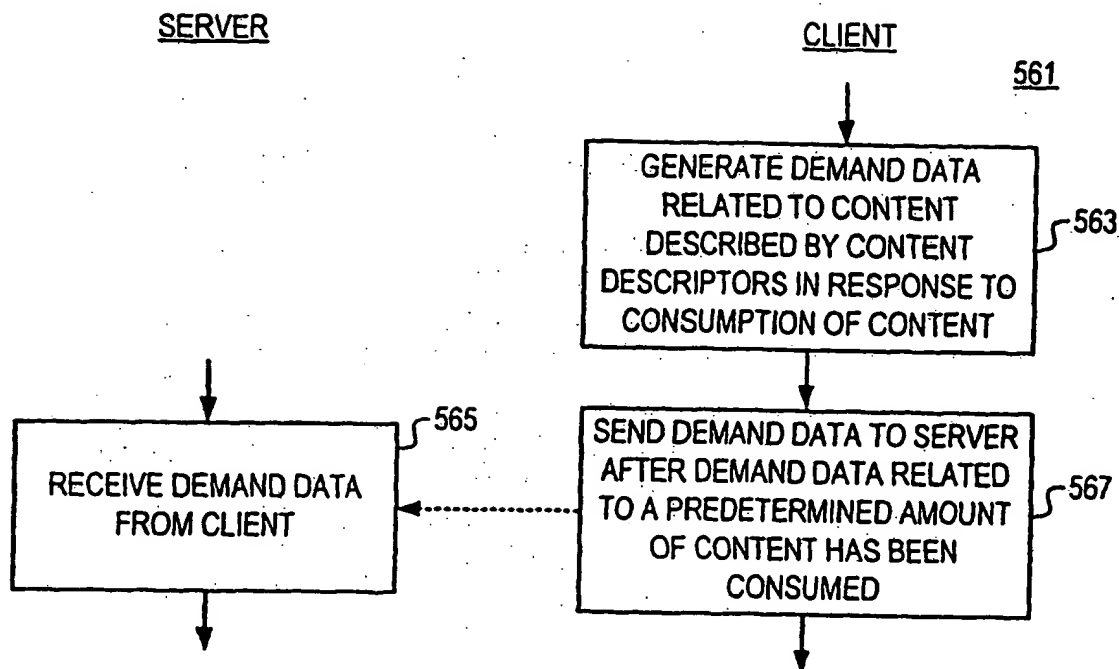 SERVER
CLIENT
561
GENERATE DEMAND DATA
RELATED TO CONTENT
DESCRIBED BY CONTENT
DESCRIPTORS IN RESPONSE TO
CONSUMPTION OF CONTENT
563
565
RECEIVE DEMAND DATA
FROM CLIENT
SEND DEMAND DATA TO SERVER
AFTER DEMAND DATA RELATED
TO A PREDETERMINED AMOUNT
OF CONTENT HAS BEEN
CONSUMED
567